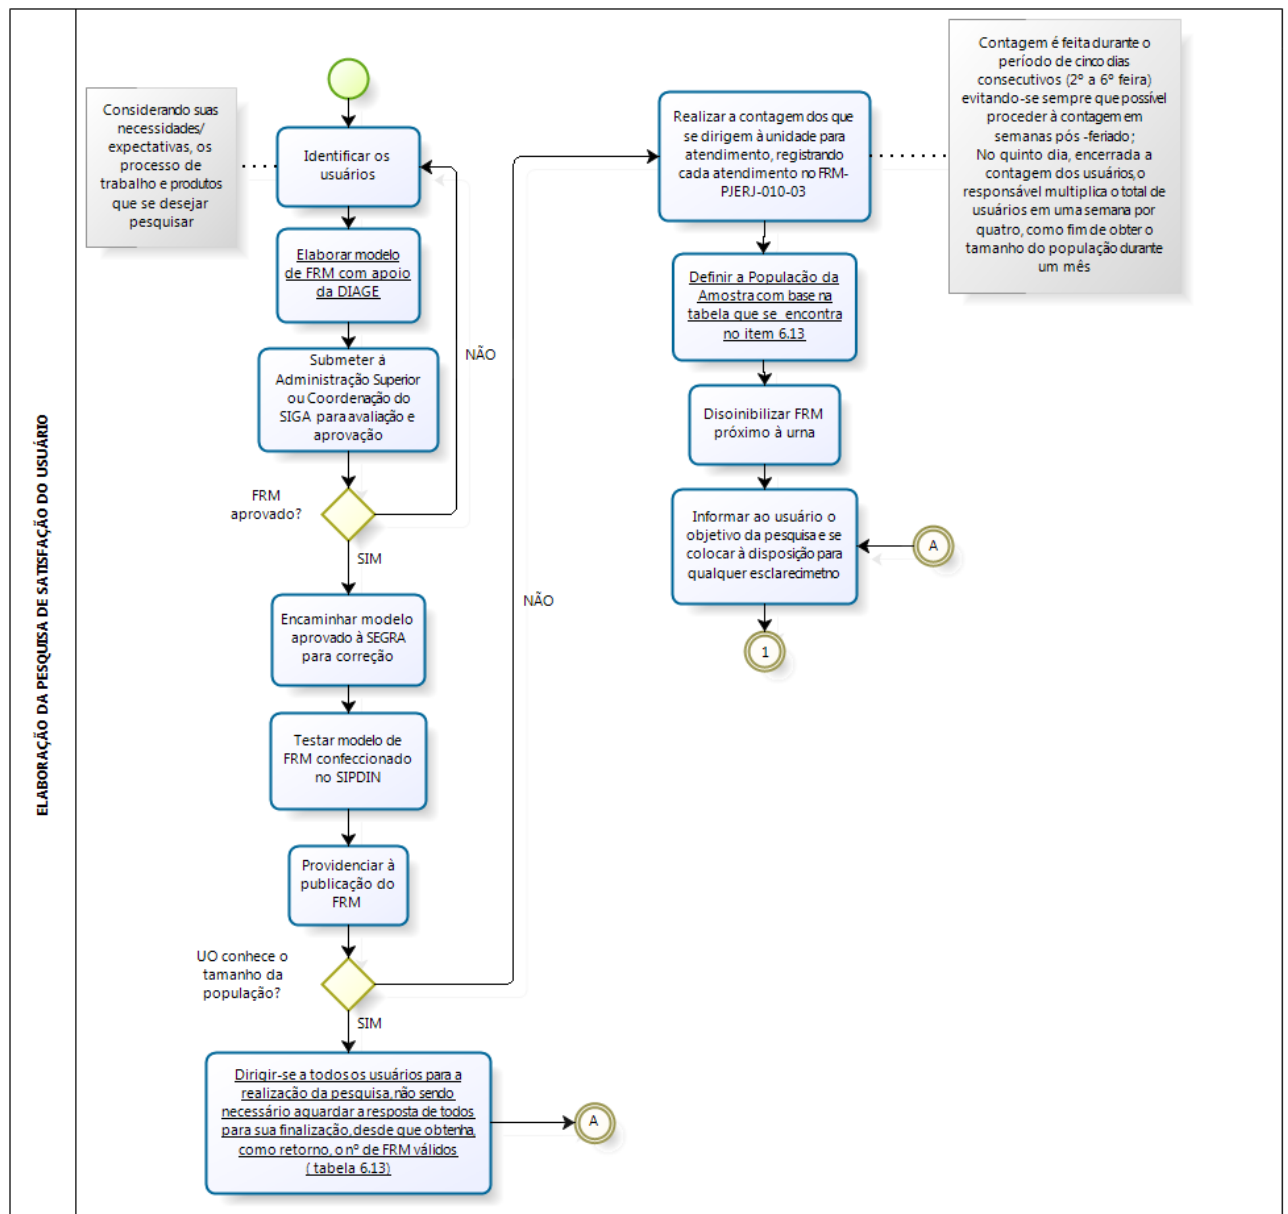 ELABORAÇÃO DA PESQUISA DE SATISFAÇÃO DO USUÁRIO
Considerando suas
necessidades/
expectativas, os
processo de
trabalho e produtos
que se desejar
pesquisar
Identificar os
usuários
Elaborar modelo
de FRM com apoio
da DIAGE
Submeter à
Administração Superior
ou Coordenação do
SIGA para avaliação e
aprovação
NÃO
FRM
aprovado?
SIM
Encaminhar modelo
aprovado à SEGRA
para correção
Testar modelo de
FRM confeccionado
no SIPDIN
Providenciar à
publicação do
FRM
UO conhece o
tamanho da
população?
NÃO
SIM
Dirigir-se a todos os usuários para a
realização da pesquisa, não sendo
necessário aguardar a resposta de todos
para sua finalização, desde que obtenha,
como retorno, o nº de FRM válidos
( tabela 6.13)
A
Realizar a contagem dos que
se dirigem à unidade para
atendimento, registrando
cada atendimento no FRM-
PJERJ-010-03
Contagem é feita durante o
período de cinco dias
consecutivos (2º a 6º feira)
evitando-se sempre que possível
proceder à contagem em
semanas pós -feriado;
No quinto dia, encerrada a
contagem dos usuários, o
responsável multiplica o total de
usuários em uma semana por
quatro, como fim de obter o
tamanho do população durante
um mês
Definir a População da
Amostra com base na
tabela que se encontra
no item 6.13
Disoinibilizar FRM
próximo à urna
Informar ao usuário o
objetivo da pesquisa e se
colocar à disposição para
qualquer esclarecimetno
A
1